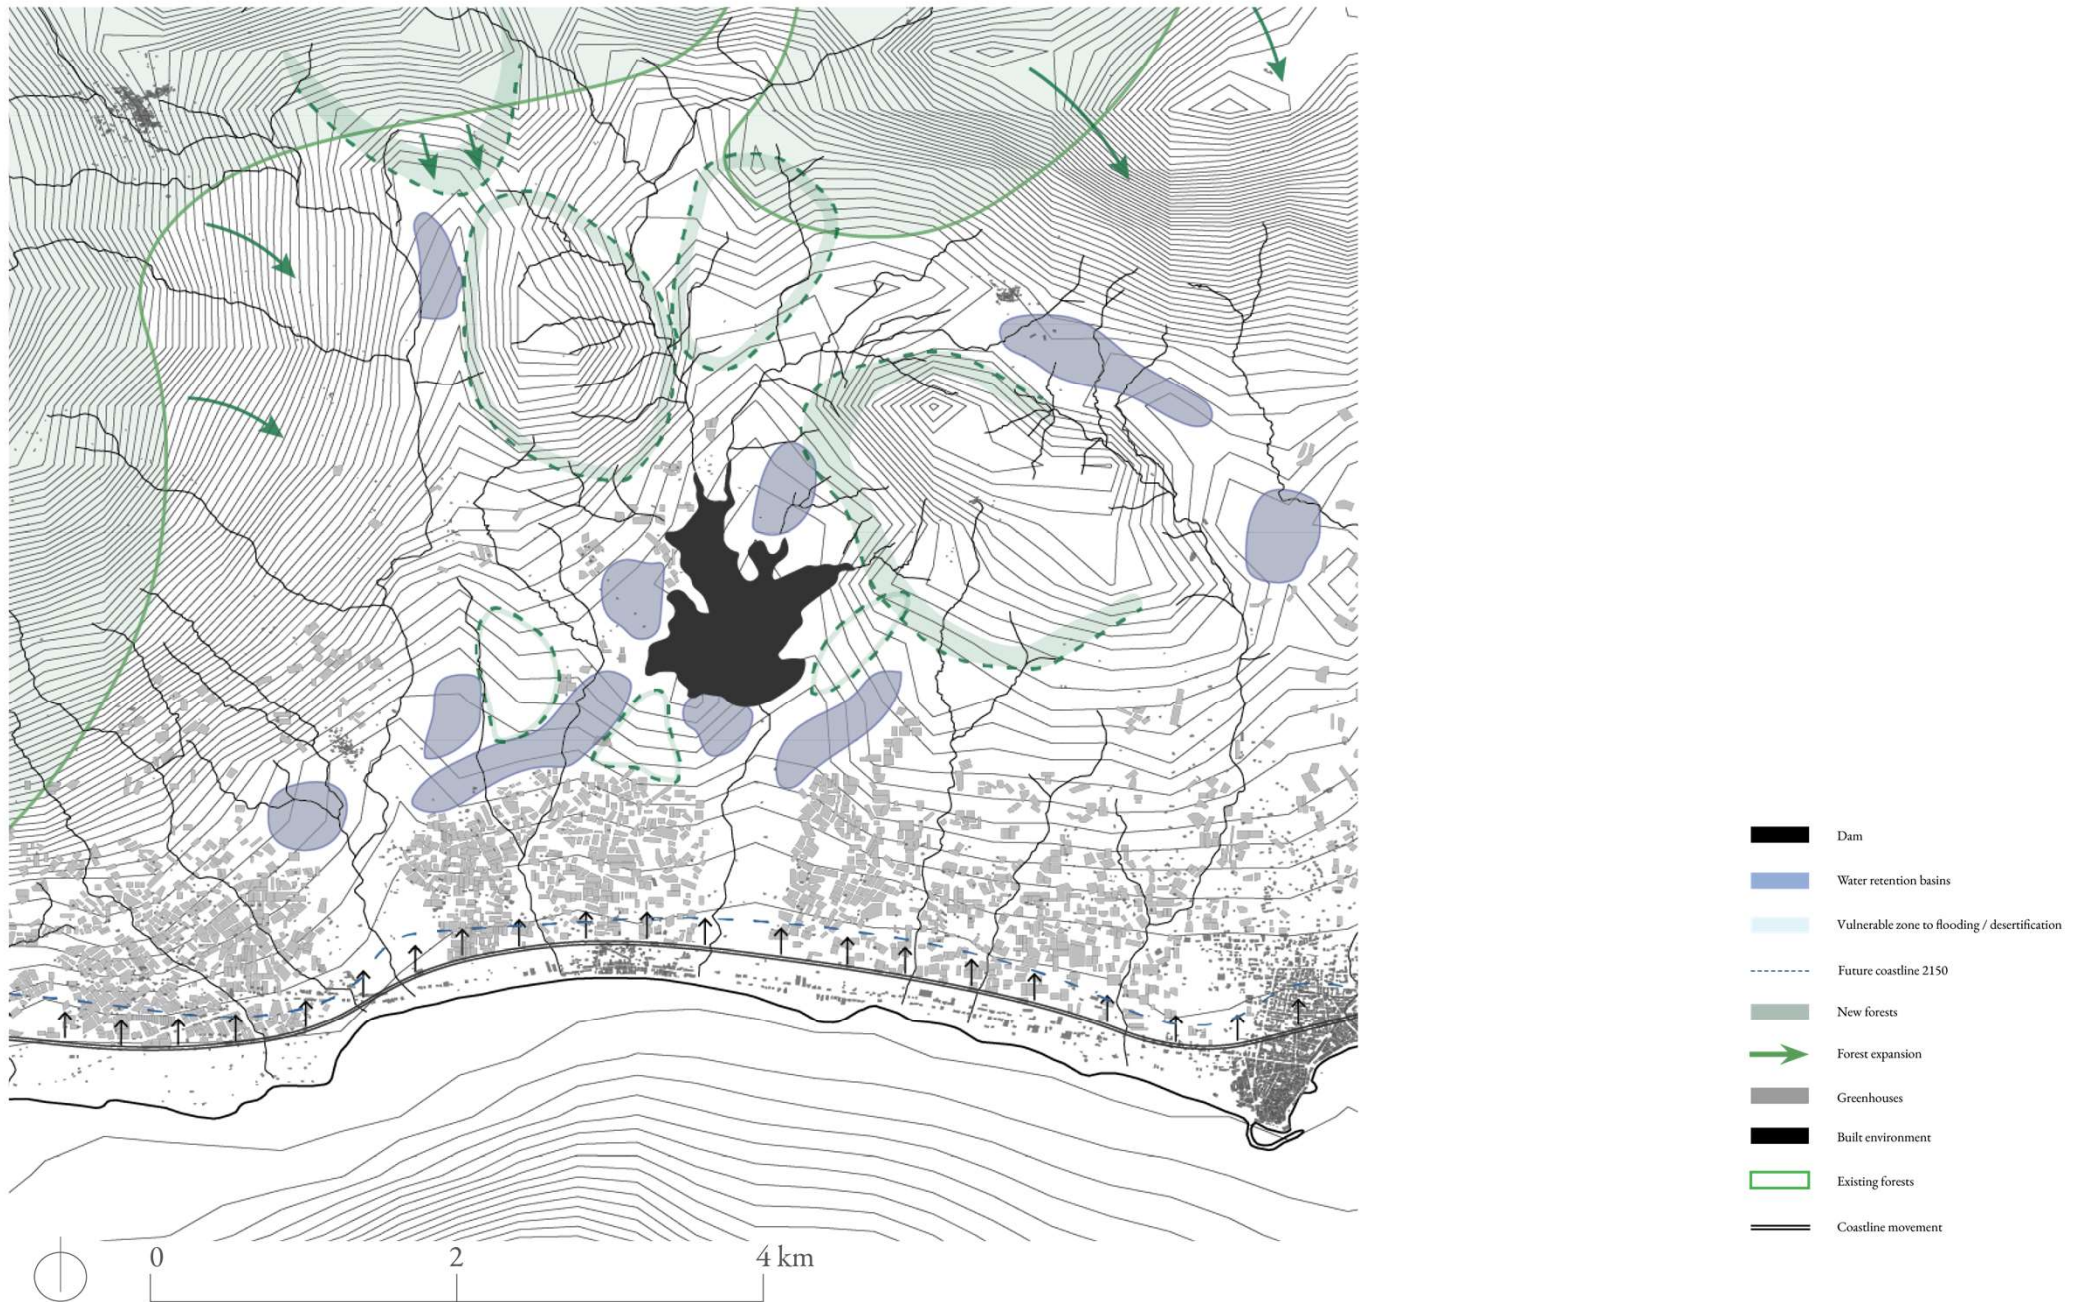 Dam
Water retention basins
Vulnerable zone to flooding / desertification
Future coastline 2150
New forests
Forest expansion
Greenhouses
Built environment
Existing forests
Coastline movement
0 2 4 km